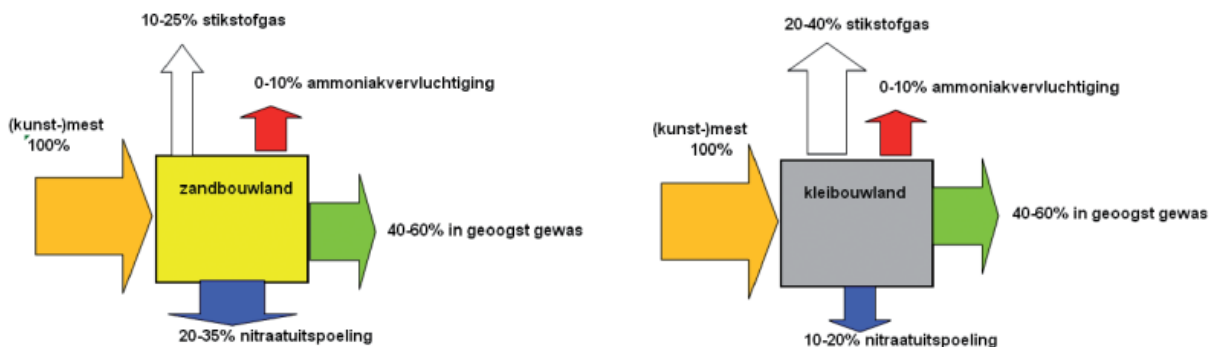 10-25% stikstofgas
0-10% ammoniakvervluchtiging
(kunst-)mest
100%
zandbouwland
40-60% in geoogst gewas
20-35% nitraatuitspoeling
20-40% stikstofgas
0-10% ammoniakvervluchtiging
(kunst-)mest
100%
kleibouwland
40-60% in geoogst gewas
10-20% nitraatuitspoeling